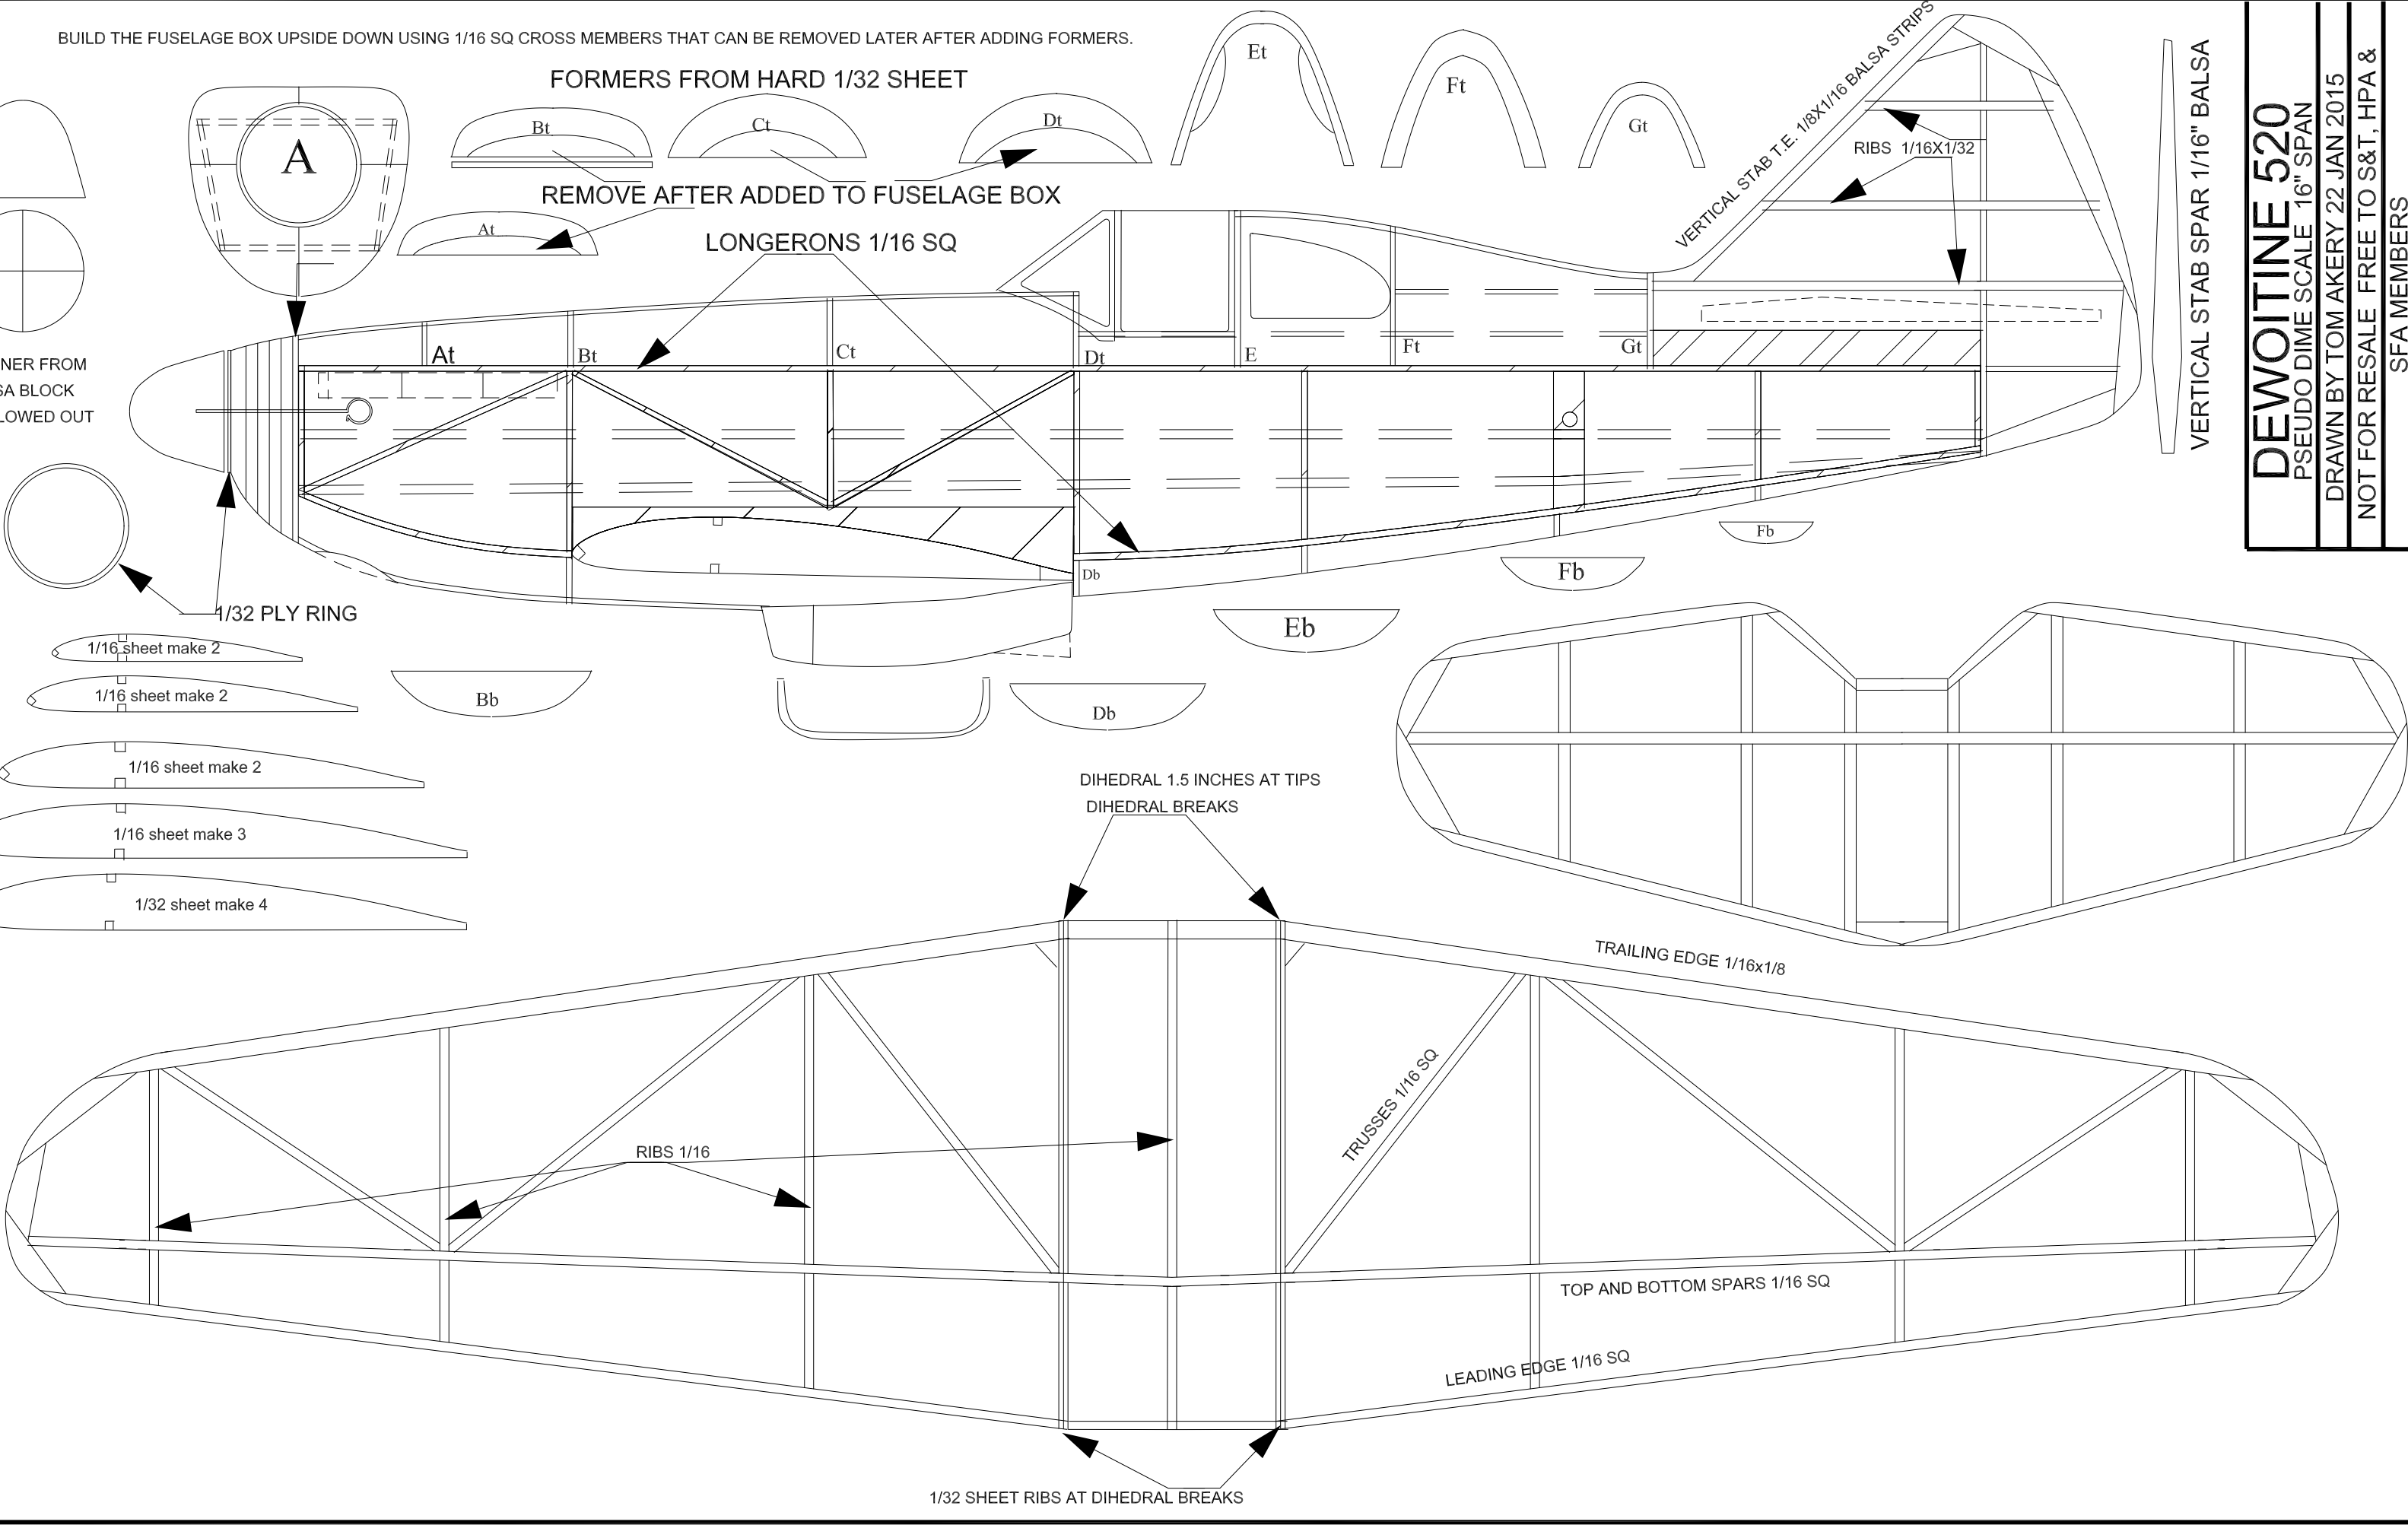 BUILD THE FUSELAGE BOX UPSIDE DOWN USING 1/16 SQ CROSS MEMBERS THAT CAN BE REMOVED LATER AFTER ADDING FORMERS.
FORMERS FROM HARD 1/32 SHEET
A
Bt
Ct
Dt
Et
Ft
Gt
REMOVE AFTER ADDED TO FUSELAGE BOX
At
LONGERONS 1/16 SQ
VERTICAL STAB T.E. 1/8X1/16 BALSA STRIPS
RIBS 1/16X1/32
VERTICAL STAB SPAR 1/16" BALSA
DEWOITINE 520
PSEUDO DIME SCALE 16" SPAN
DRAWN BY TOM AKERY 22 JAN 2015
NOT FOR RESALE FREE TO S&T, HPA &
SFA MEMBERS
At
Bt
Ct
Dt
E
Ft
Gt
NER FROM
SA BLOCK
LOWED OUT
Db
Fb
Fb
Eb
1/32 PLY RING
1/16 sheet make 2
1/16 sheet make 2
1/16 sheet make 2
1/16 sheet make 3
1/32 sheet make 4
Bb
Db
DIHEDRAL 1.5 INCHES AT TIPS
DIHEDRAL BREAKS
TRAILING EDGE 1/16x1/8
TRUSSES 1/16 SQ
RIBS 1/16
TOP AND BOTTOM SPARS 1/16 SQ
LEADING EDGE 1/16 SQ
1/32 SHEET RIBS AT DIHEDRAL BREAKS